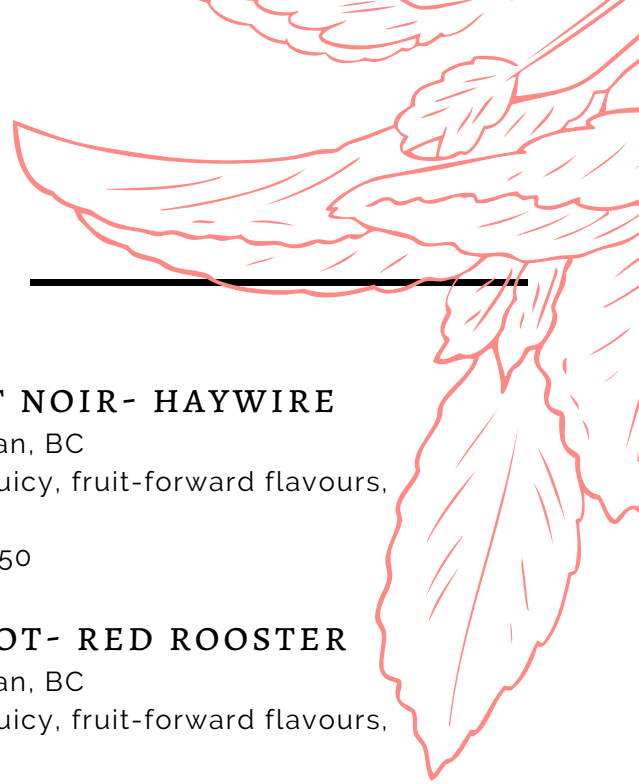 T NOIR- HAYWIRE
an, BC
uicy, fruit-forward flavours,
50
OT- RED ROOSTER
an, BC
uicy, fruit-forward flavours,